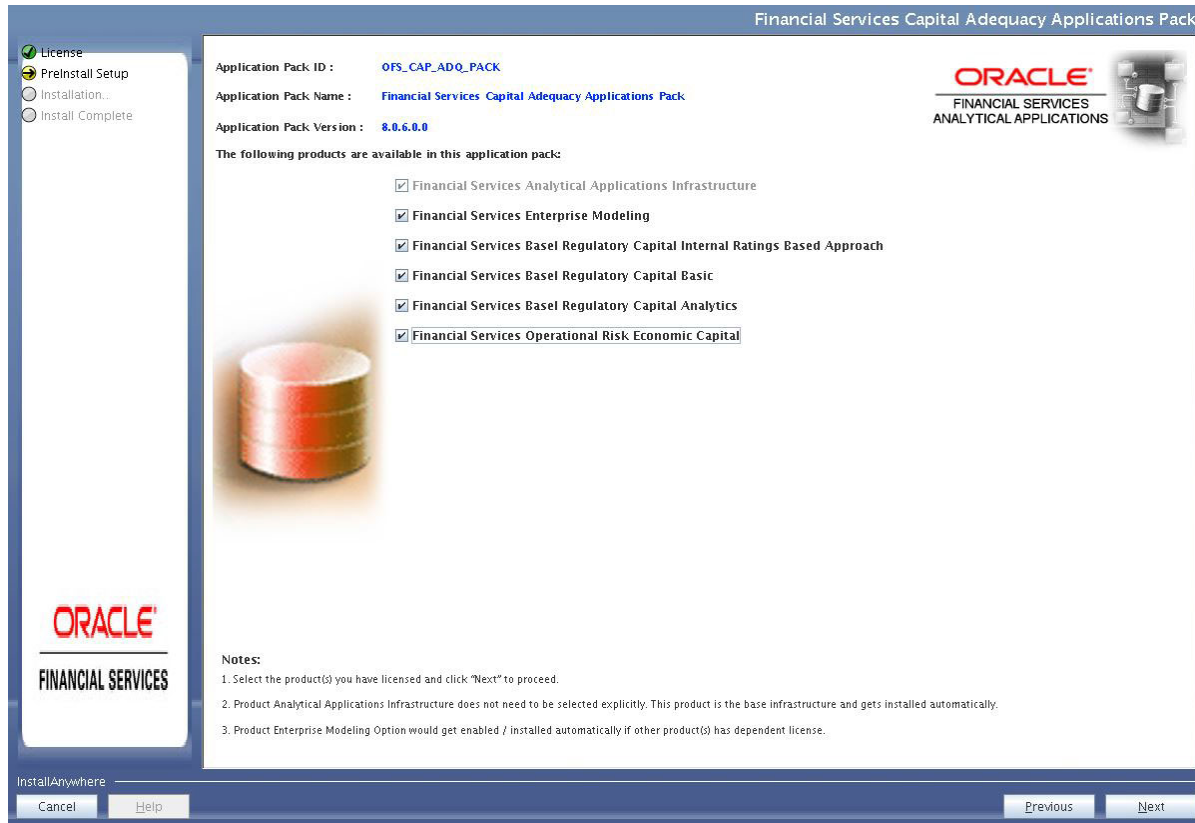 Financial Services Capital Adequacy Applications Pack
License
PreInstall Setup
Installation..
Install Complete
Application Pack ID : OFS_CAP_ADQ_PACK
Application Pack Name : Financial Services Capital Adequacy Applications Pack
Application Pack Version : 8.0.6.0.0
ORACLE
FINANCIAL SERVICES
ANALYTICAL APPLICATIONS
The following products are available in this application pack:
Financial Services Analytical Applications Infrastructure
Financial Services Enterprise Modeling
Financial Services Basel Regulatory Capital Internal Ratings Based Approach
Financial Services Basel Regulatory Capital Basic
Financial Services Basel Regulatory Capital Analytics
Financial Services Operational Risk Economic Capital
ORACLE
FINANCIAL SERVICES
Notes:
1. Select the product(s) you have licensed and click "Next" to proceed.
2. Product Analytical Applications Infrastructure does not need to be selected explicitly. This product is the base infrastructure and gets installed automatically.
3. Product Enterprise Modeling Option would get enabled / installed automatically if other product(s) has dependent license.
InstallAnywhere
Cancel
Help
Previous
Next